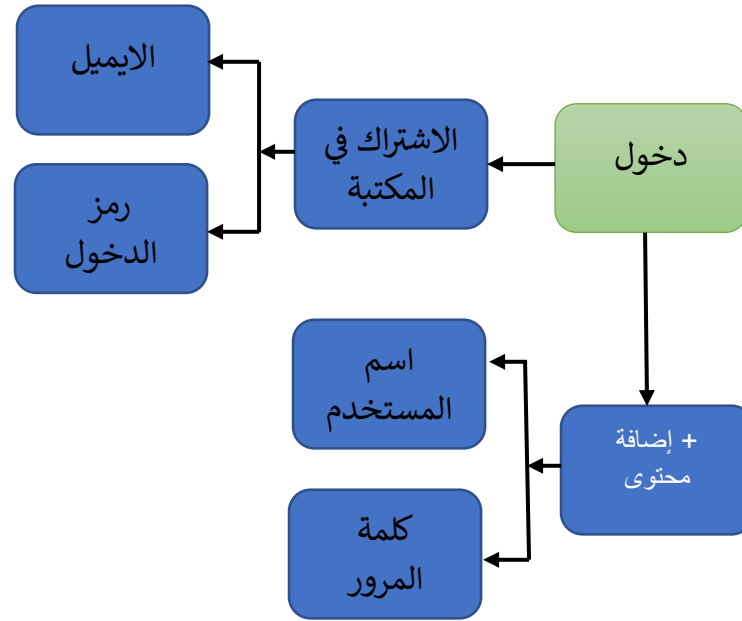 دخول
الاشتراك في
المكتبة
الايميل
رمز
الدخول
+ إضافة
محتوى
اسم
المستخدم
كلمة
المرور